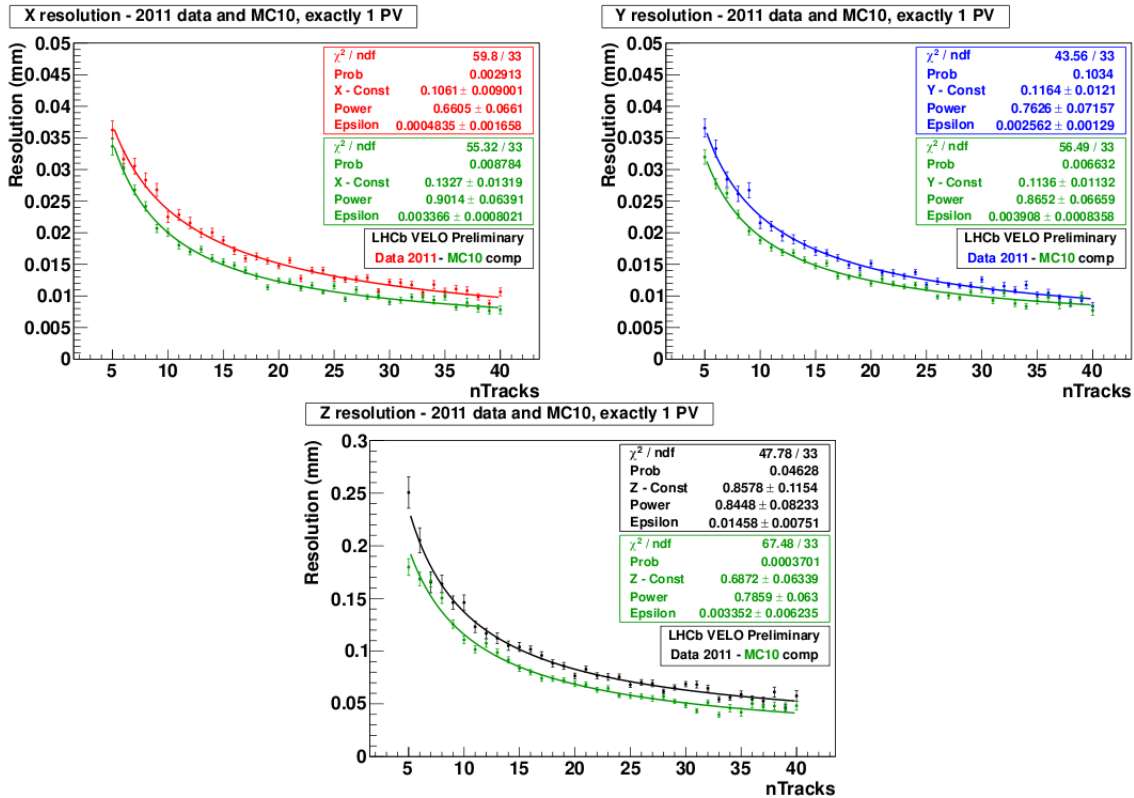 X resolution - 2011 data and MC10, exactly 1 PV
Resolution (mm)
0.05
0.045
0.04
0.035
0.03
0.025
0.02
0.015
0.01
0.005
0
χ² / ndf 59.8 / 33
Prob 0.002913
X - Const 0.1061 ± 0.009001
Power 0.6605 ± 0.0661
Epsilon 0.0004835 ± 0.001658
χ² / ndf 55.32 / 33
Prob 0.008784
X - Const 0.1327 ± 0.01319
Power 0.9014 ± 0.06391
Epsilon 0.003366 ± 0.0008021
LHCb VELO Preliminary
Data 2011 - MC10 comp
5 10 15 20 25 30 35 40
nTracks
Y resolution - 2011 data and MC10, exactly 1 PV
Resolution (mm)
0.05
0.045
0.04
0.035
0.03
0.025
0.02
0.015
0.01
0.005
0
χ² / ndf 43.56 / 33
Prob 0.1034
Y - Const 0.1164 ± 0.0121
Power 0.7626 ± 0.07157
Epsilon 0.002562 ± 0.00129
χ² / ndf 56.49 / 33
Prob 0.006632
Y - Const 0.1136 ± 0.01132
Power 0.8652 ± 0.06659
Epsilon 0.003908 ± 0.0008358
LHCb VELO Preliminary
Data 2011 - MC10 comp
5 10 15 20 25 30 35 40
nTracks
Z resolution - 2011 data and MC10, exactly 1 PV
Resolution (mm)
0.3
0.25
0.2
0.15
0.1
0.05
0
χ² / ndf 47.78 / 33
Prob 0.04628
Z - Const 0.8578 ± 0.1154
Power 0.8448 ± 0.08233
Epsilon 0.01458 ± 0.00751
χ² / ndf 67.48 / 33
Prob 0.0003701
Z - Const 0.6872 ± 0.06339
Power 0.7859 ± 0.063
Epsilon 0.003352 ± 0.006235
LHCb VELO Preliminary
Data 2011 - MC10 comp
5 10 15 20 25 30 35 40
nTracks